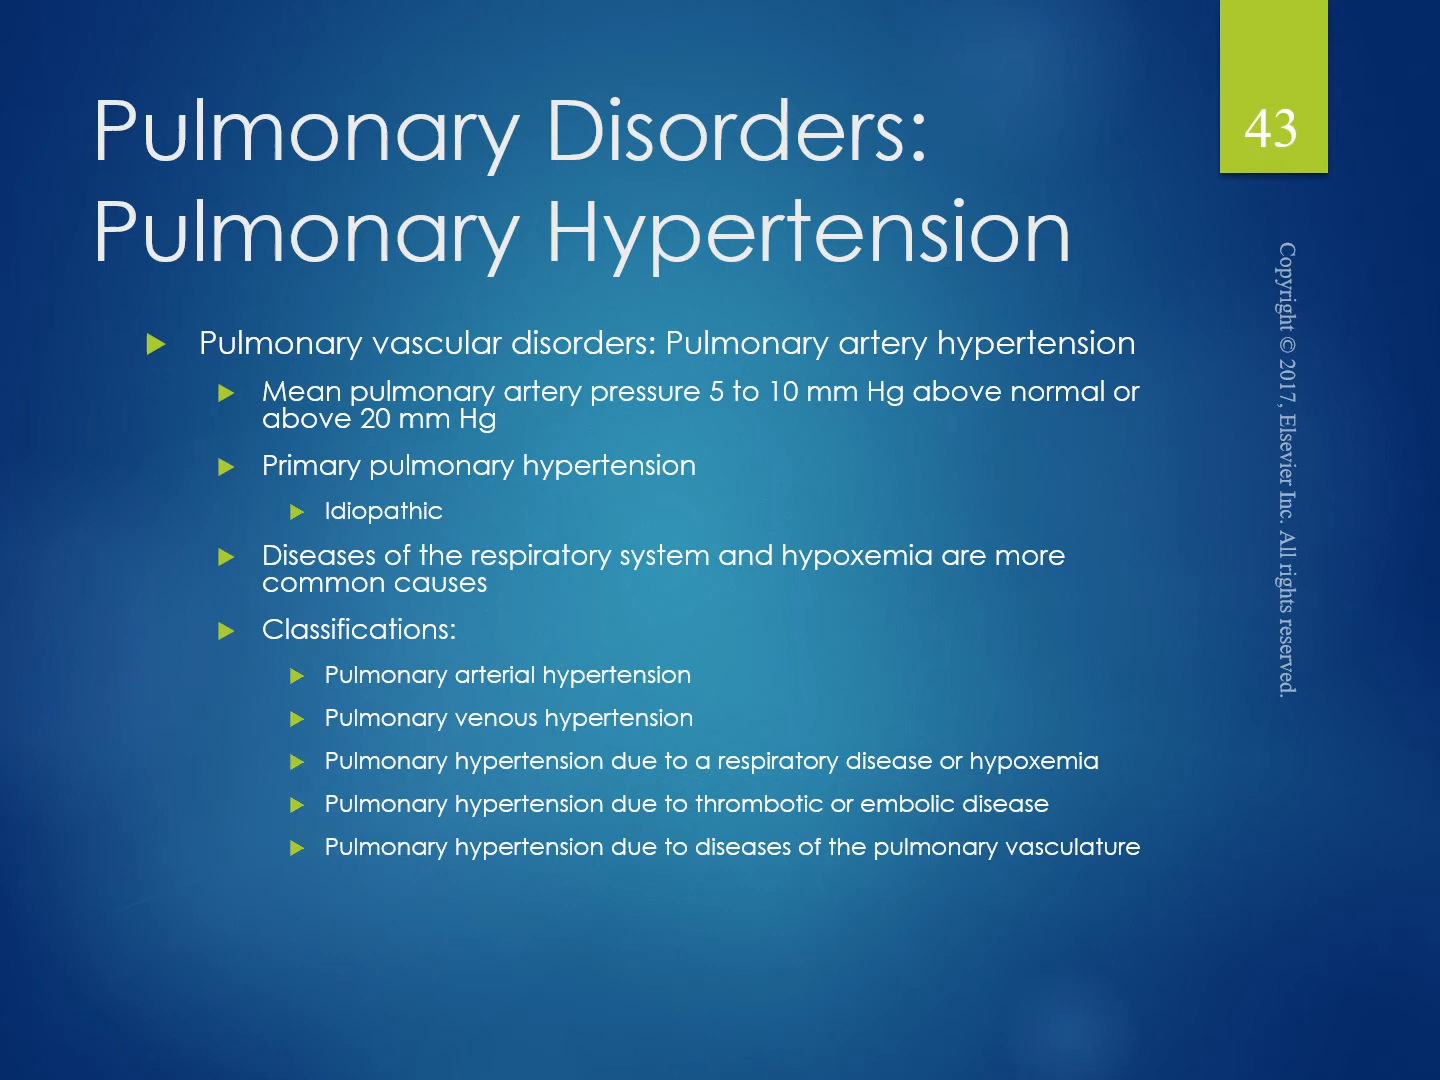 Pulmonary Disorders:
Pulmonary Hypertension
43
Pulmonary vascular disorders: Pulmonary artery hypertension
Mean pulmonary artery pressure 5 to 10 mm Hg above normal or
above 20 mm Hg
Primary pulmonary hypertension
Idiopathic
Diseases of the respiratory system and hypoxemia are more
common causes
Classifications:
Pulmonary arterial hypertension
Pulmonary venous hypertension
Pulmonary hypertension due to a respiratory disease or hypoxemia
Pulmonary hypertension due to thrombotic or embolic disease
Pulmonary hypertension due to diseases of the pulmonary vasculature
Copyright © 2017, Elsevier Inc. All rights reserved.